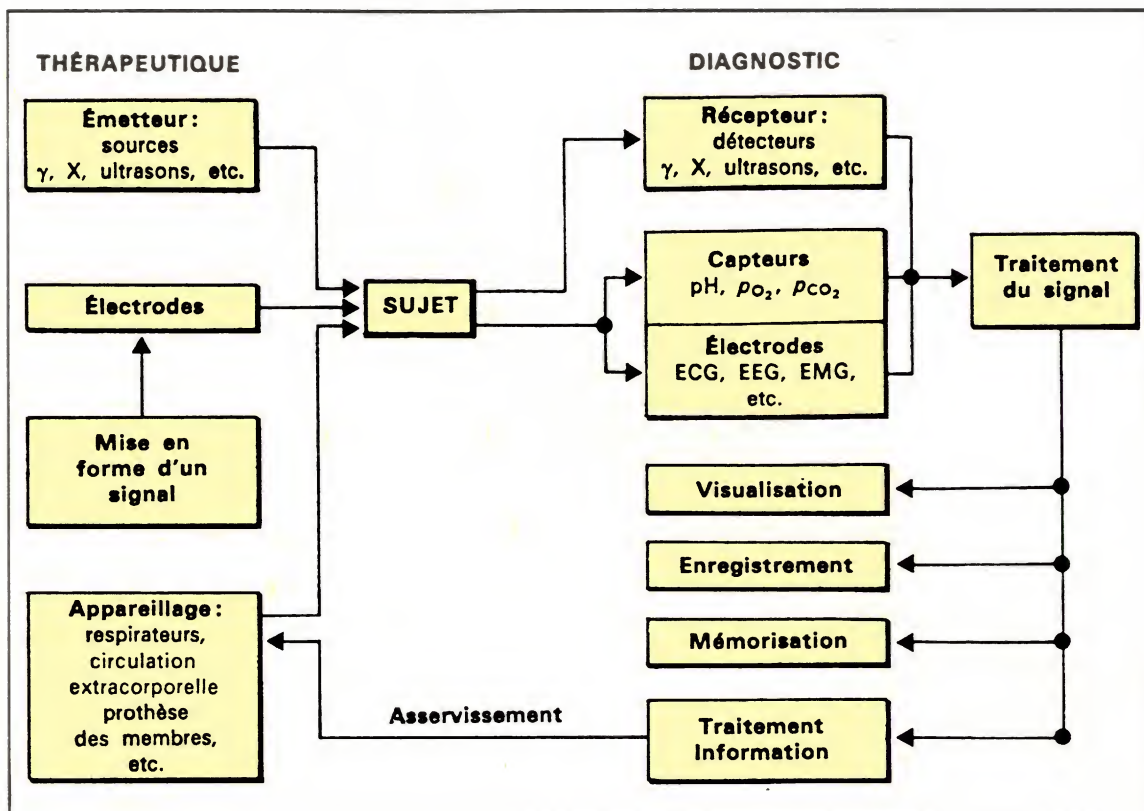 THÉRAPEUTIQUE
Émetteur :
sources
γ, X, ultrasons, etc.
Électrodes
Mise en
forme d'un
signal
Appareillage :
respirateurs,
circulation
extracorporelle
prothèse
des membres,
etc.
SUJET
Asservissement
DIAGNOSTIC
Récepteur :
détecteurs
γ, X, ultrasons, etc.
Capteurs
pH, pO₂, pCO₂
Électrodes
ECG, EEG, EMG,
etc.
Traitement
du signal
Visualisation
Enregistrement
Mémorisation
Traitement
Information